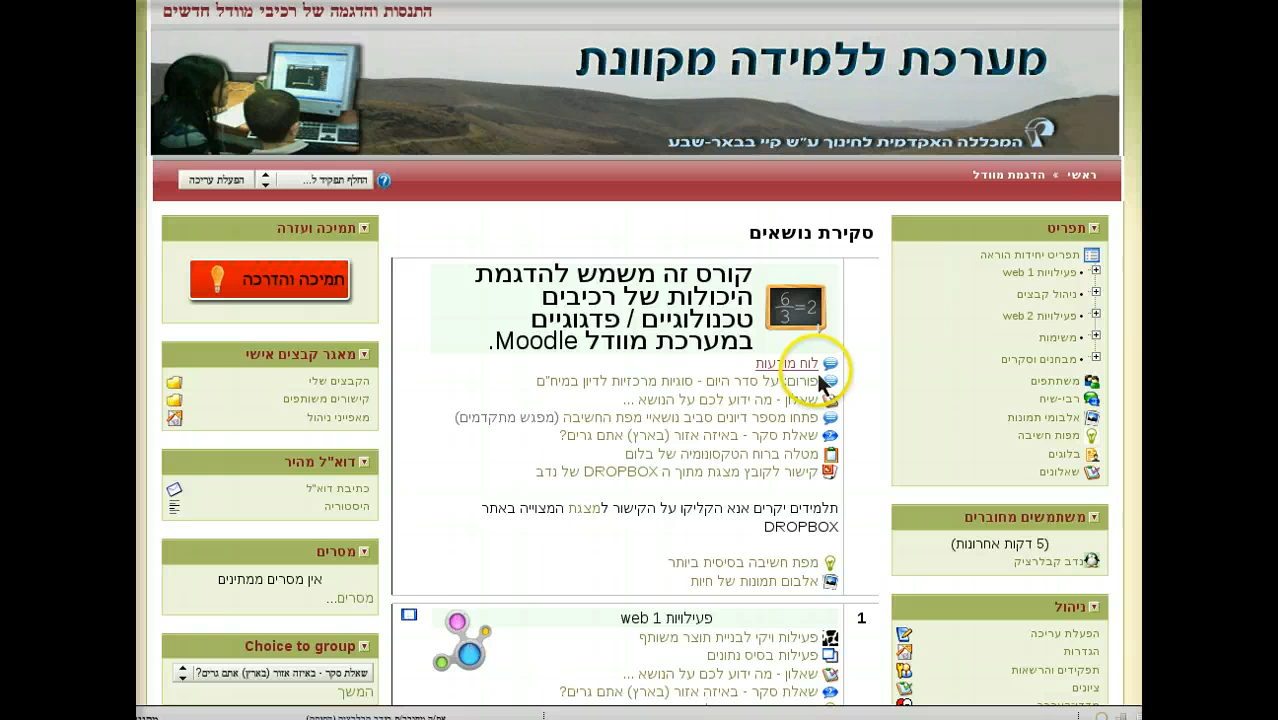 התנסות והדגמה של רכיבי מוודל חדשים
מערכת ללמידה מקוונת
המכללה האקדמית לחינוך ע"ש קיי בבאר-שבע
ראשי » הדגמת מוודל
החלף תפקיד ל...
הפעלת עריכה
תפריט
תפריט יחידות הוראה
פעילויות web 1
ניהול קבצים
פעילויות web 2
משימות
מבחנים וסקרים
משתתפים
רבי-שיח
אלבומי תמונות
מפות חשיבה
בלוגים
שאלונים
משתמשים מחוברים
(5 דקות אחרונות)
נדב קבלרציק
ניהול
הפעלת עריכה
הגדרות
תפקידים והרשאות
ציונים
סקירת נושאים
קורס זה משמש להדגמת
היכולות של רכיבים
טכנולוגיים / פדגוגיים
במערכת מוודל Moodle.
6
3
=2
לוח מודעות
פורום: על סדר היום - סוגיות מרכזיות לדיון במיח"ם
שאלון - מה ידוע לכם על הנושא ...
פתחו מספר דיונים סביב נושאיי מפת החשיבה (מפגש מתקדמים)
שאלת סקר - באיזה אזור (בארץ) אתם גרים?
מטלה ברוח הטקסונומיה של בלום
קישור לקובץ מצגת מתוך ה DROPBOX של נדב
תלמידים יקרים אנא הקליקו על הקישור למצגת המצוייה באתר
DROPBOX
מפת חשיבה בסיסית ביותר
אלבום תמונות של חיות
1
פעילויות web 1
פעילות ויקי לבניית תוצר משותף
פעילות בסיס נתונים
שאלון - מה ידוע לכם על הנושא ...
שאלת סקר - באיזה אזור (בארץ) אתם גרים?
תמיכה ועזרה
תמיכה והדרכה
מאגר קבצים אישי
הקבצים שלי
קישורים משותפים
מאפייני ניהול
דוא"ל מהיר
כתיבת דוא"ל
היסטוריה
מסרים
אין מסרים ממתינים
מסרים...
Choice to group
שאלת סקר - באיזה אזור (בארץ) אתם גרים?
המשך